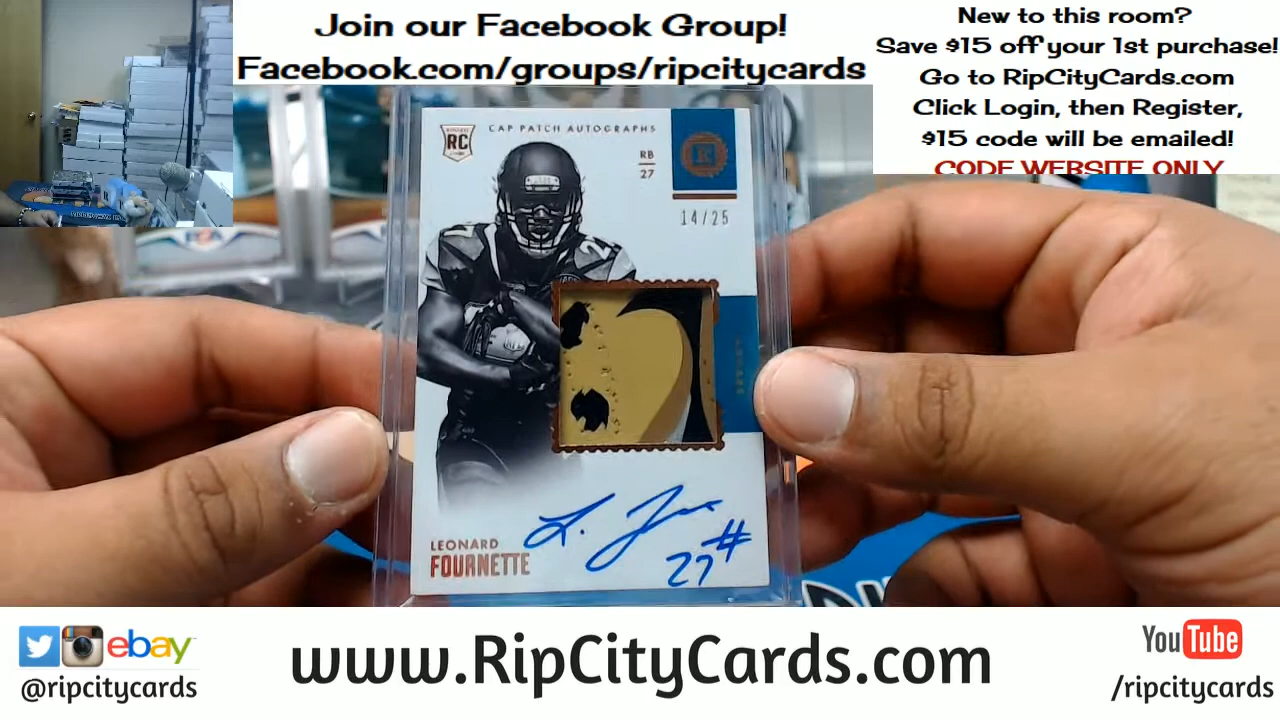 Join our Facebook Group!
Facebook.com/groups/ripcitycards
New to this room?
Save $15 off your 1st purchase!
Go to RipCityCards.com
Click Login, then Register,
$15 code will be emailed!
CODE WEBSITE ONLY
RC
CAP PATCH AUTOGRAPHS
RB
27
14/25
LEONARD
FOURNETTE
27#
ebay
@ripcitycards
www.RipCityCards.com
YouTube
/ripcitycards